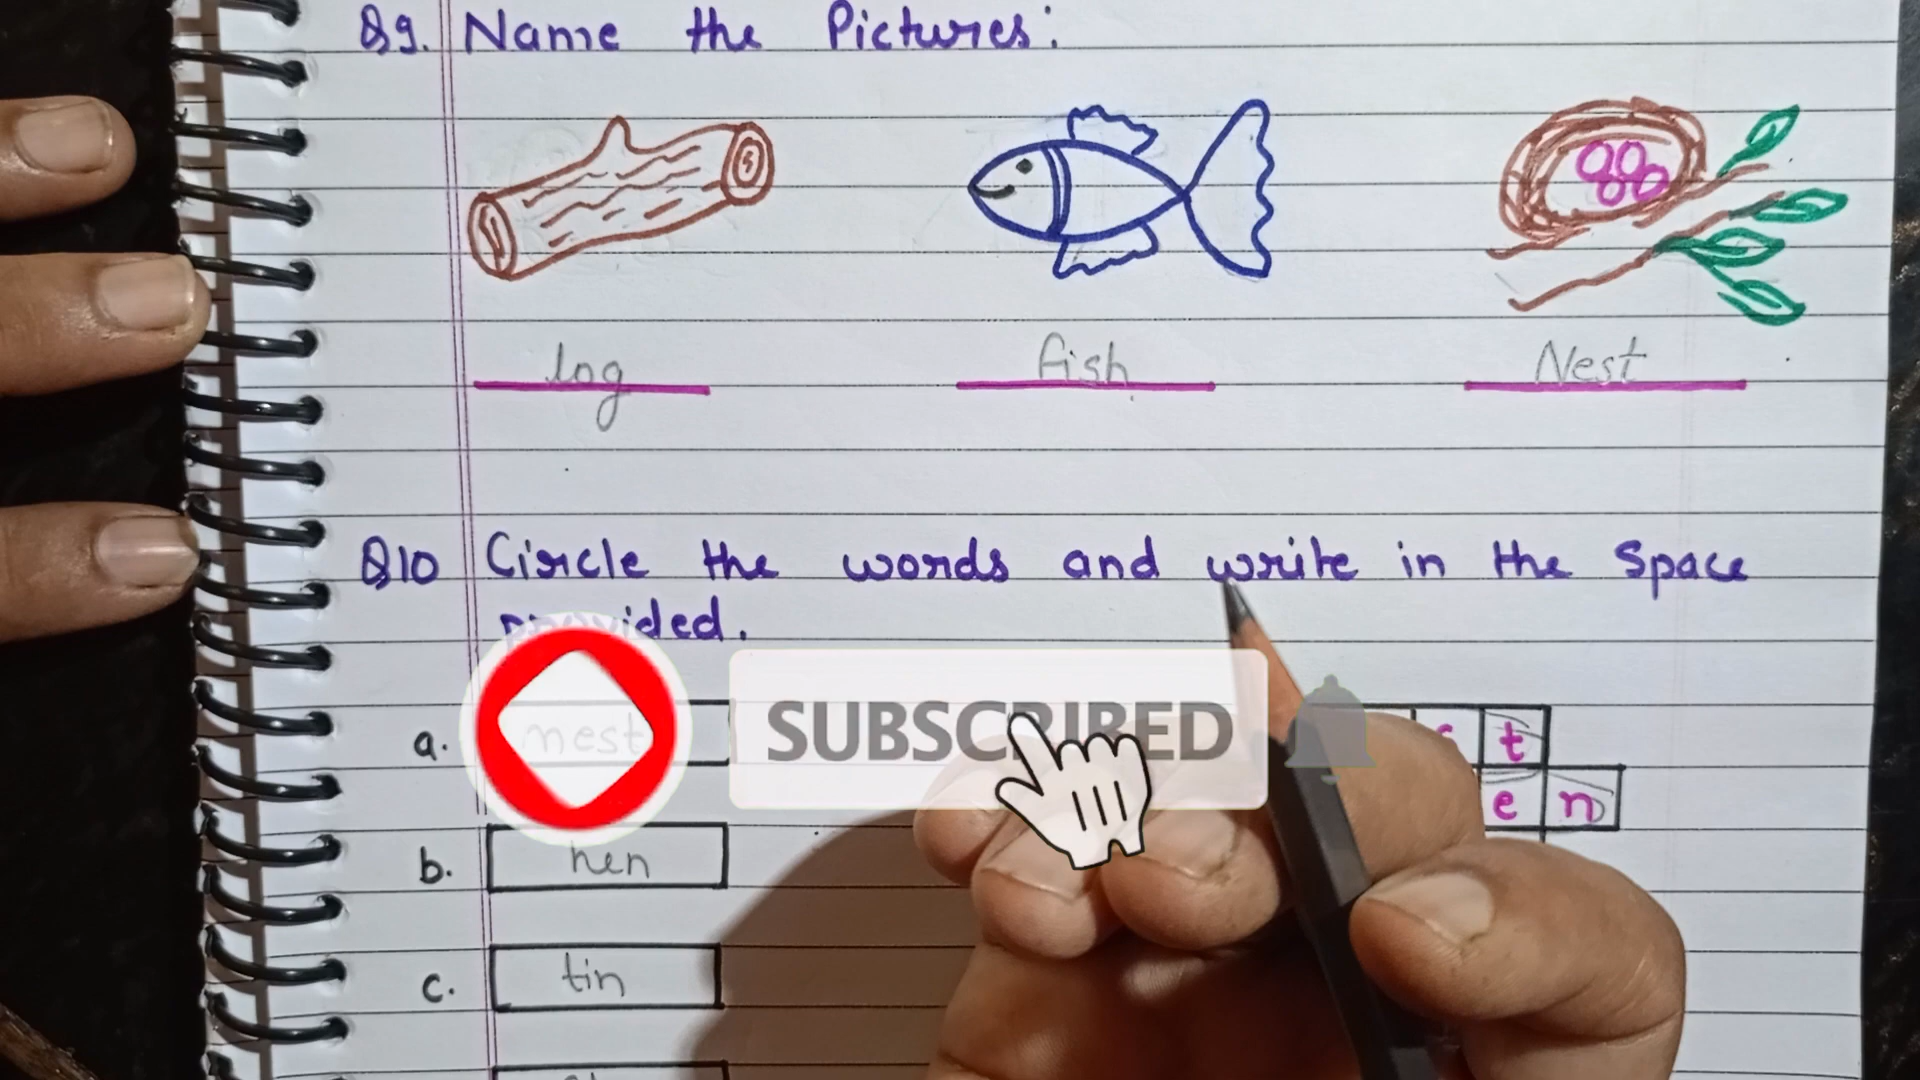 Q9. Name the Pictures:
log fish Nest
Q10 Circle the words and write in the space
provided.
a. nest t
SUBSCRIBED
e n
b. hen
c. tin